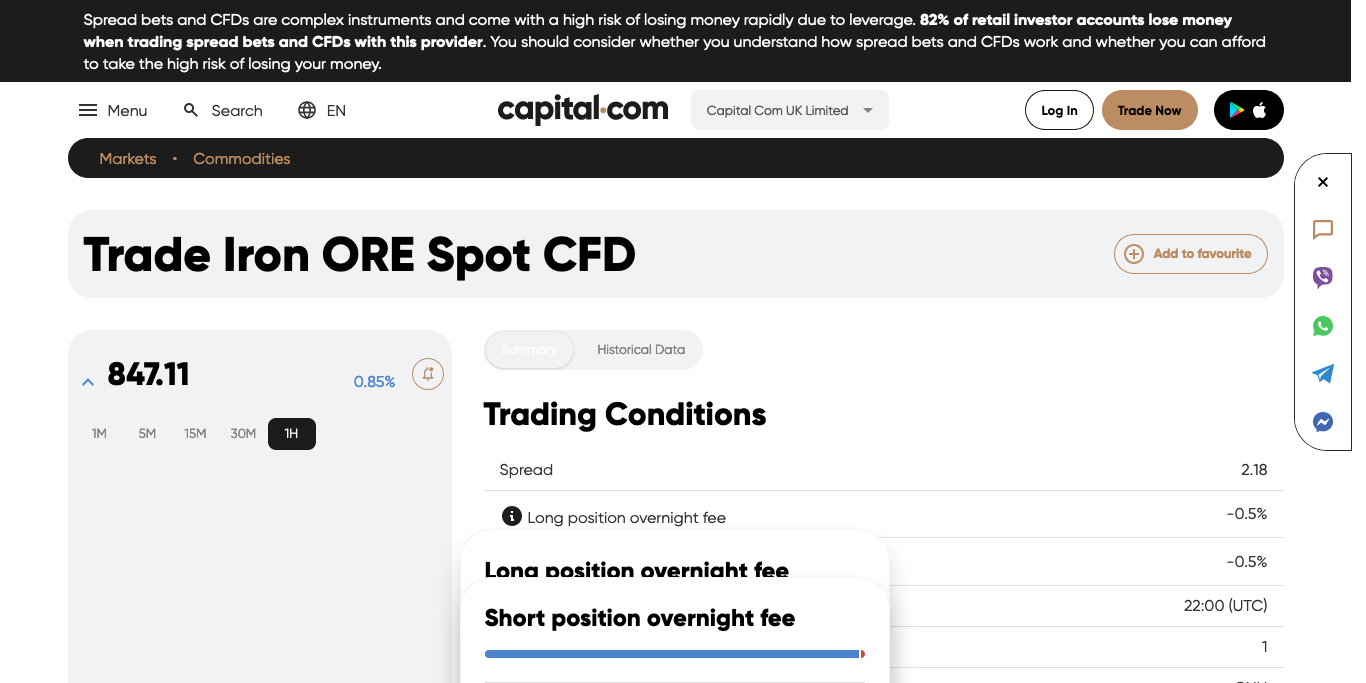 Spread bets and CFDs are complex instruments and come with a high risk of losing money rapidly due to leverage. 82% of retail investor accounts lose money
when trading spread bets and CFDs with this provider. You should consider whether you understand how spread bets and CFDs work and whether you can afford
to take the high risk of losing your money.
Menu
Search
EN
capital.com
Capital Com UK Limited
Log In
Trade Now
Markets • Commodities
Trade Iron ORE Spot CFD
Add to favourite
847.11
0.85%
1M 5M 15M 30M 1H
Summary
Historical Data
Trading Conditions
Spread 2.18
Long position overnight fee -0.5%
Long position overnight fee
-0.5%
Short position overnight fee
22:00 (UTC)
1